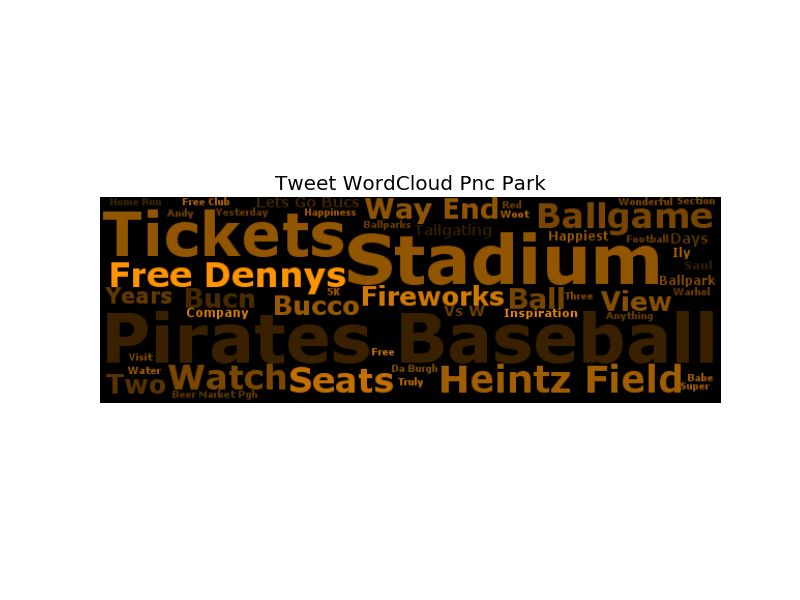 Tweet WordCloud Pnc Park
Home Run Free Club Lets Go Bucs Way End Red Wonderful Section
Andy Yesterday Happiness Woot
Tickets Ballparks Tailgating Ballgame
Stadium Happiest Football Days
Ily
Free Dennys Saul
Ballpark
Years Bucn 5K Fireworks Ball Three View Warhol
Company Bucco Vs W Inspiration Anything
Pirates Baseball
Visit Free
Water Da Burgh
Two Watch Seats Truly Heintz Field Babe
Super
Beer Market Pgh